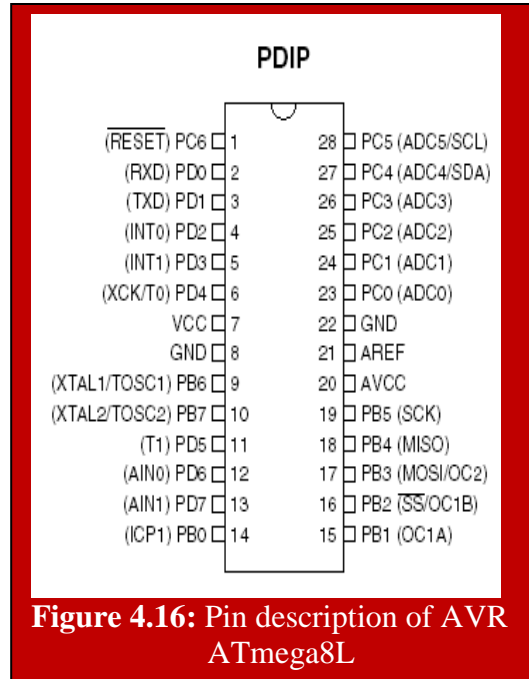 PDIP
(RESET) PC6 1 28 PC5 (ADC5/SCL)
(RXD) PD0 2 27 PC4 (ADC4/SDA)
(TXD) PD1 3 26 PC3 (ADC3)
(INT0) PD2 4 25 PC2 (ADC2)
(INT1) PD3 5 24 PC1 (ADC1)
(XCK/T0) PD4 6 23 PC0 (ADC0)
VCC 7 22 GND
GND 8 21 AREF
(XTAL1/TOSC1) PB6 9 20 AVCC
(XTAL2/TOSC2) PB7 10 19 PB5 (SCK)
(T1) PD5 11 18 PB4 (MISO)
(AIN0) PD6 12 17 PB3 (MOSI/OC2)
(AIN1) PD7 13 16 PB2 (SS/OC1B)
(ICP1) PB0 14 15 PB1 (OC1A)
Figure 4.16: Pin description of AVR
ATmega8L